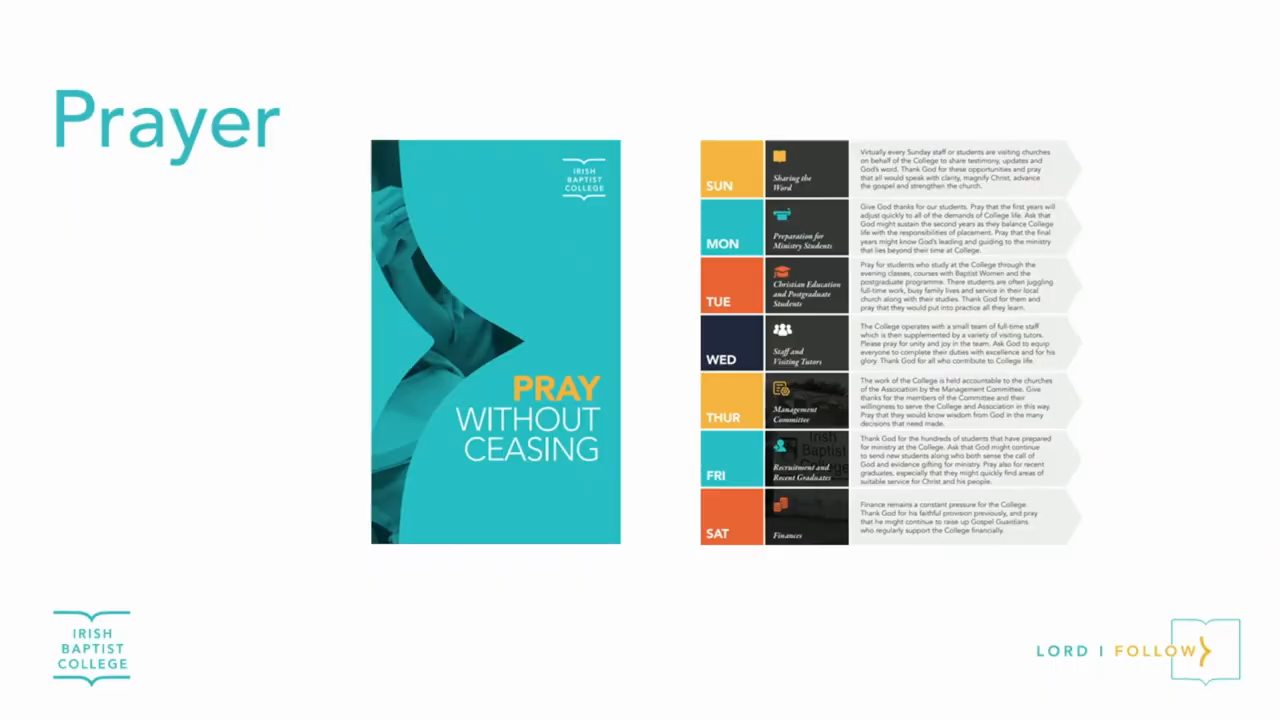 Prayer
IRISH
BAPTIST
COLLEGE
PRAY
WITHOUT
CEASING
SUN
Sharing the
Word
Virtually every Sunday staff or students are visiting churches
on behalf of the College to share testimony, updates and
God's word. Thank God for these opportunities and pray
that all would speak with clarity, magnify Christ, advance
the gospel and strengthen the church.
MON
Preparation for
Ministry Students
Give God thanks for our students. Pray that the first years will
adjust quickly to all of the demands of College life. Ask that
God might sustain the second years as they balance College
life with the responsibilities of placement. Pray that the final
years might know God's leading and guiding to the ministry
that lies beyond their time at College.
TUE
Christian Education
and Postgraduate
Students
Pray for students who study at the College through the
evening classes, courses with Baptist Women and the
postgraduate programme. There students are often juggling
full-time work, busy family lives and service in their local
church along with their studies. Thank God for them and
pray that they would put into practice all they learn.
WED
Staff and
Visiting Tutors
The College operates with a small team of full-time staff
which is then supplemented by a variety of visiting tutors.
Please pray for unity and joy in the team. Ask God to equip
everyone to complete their duties with excellence and for his
glory. Thank God for all who contribute to College life.
THUR
Management
Committee
The work of the College is held accountable to the churches
of the Association by the Management Committee. Give
thanks for the members of the Committee and their
willingness to serve the College and Association in this way.
Pray that they would know wisdom from God in the many
decisions that need made.
FRI
Irish
Baptist
College
Recruitment and
Recent Graduates
Thank God for the hundreds of students that have prepared
for ministry at the College. Ask that God might continue
to send new students along who both sense the call of
God and evidence gifting for ministry. Pray also for recent
graduates, especially that they might quickly find areas of
suitable service for Christ and his people.
SAT
Finances
Finance remains a constant pressure for the College.
Thank God for his faithful provision previously, and pray
that he might continue to raise up Gospel Guardians
who regularly support the College financially.
IRISH
BAPTIST
COLLEGE
LORD I FOLLOW